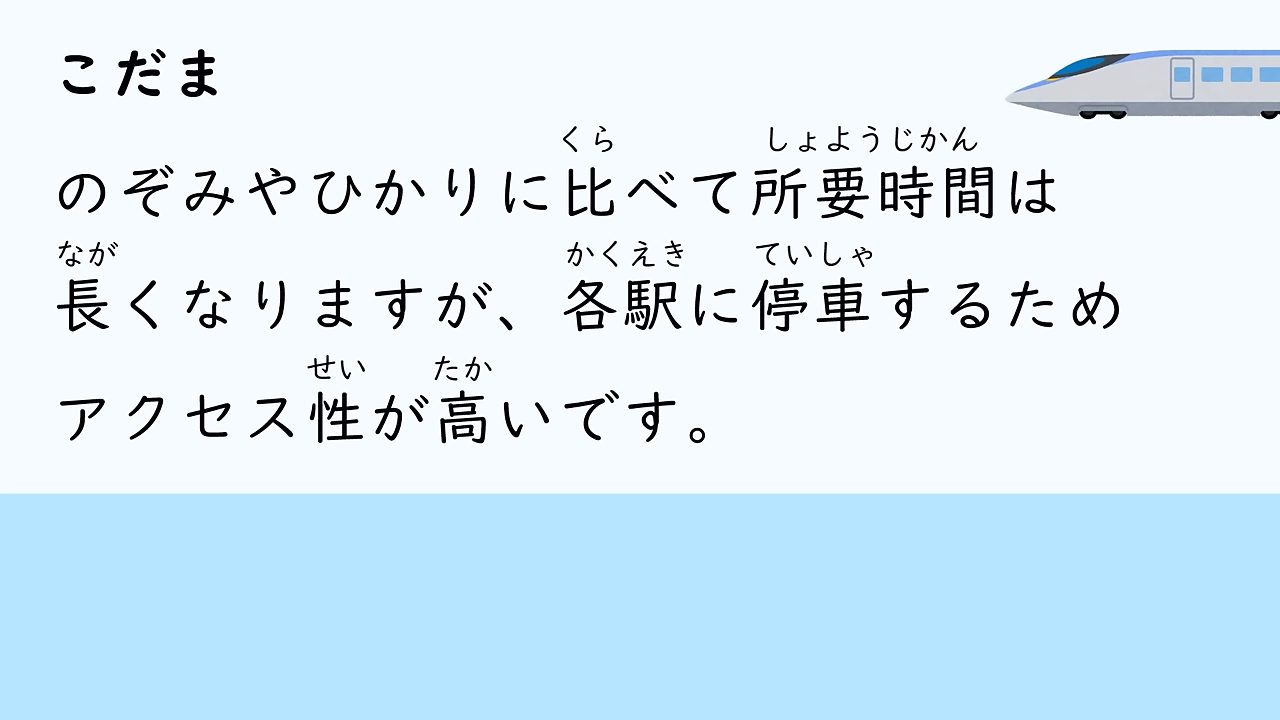 こだま
くら しょようじかん
のぞみやひかりに比べて所要時間は
なが かくえき ていしゃ
長くなりますが、各駅に停車するため
せい たか
アクセス性が高いです。